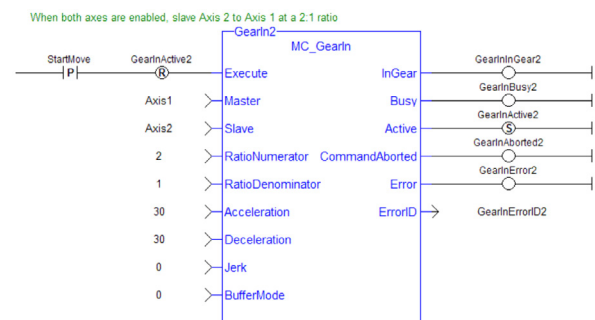 When both axes are enabled, slave Axis 2 to Axis 1 at a 2:1 ratio
GearIn2
MC_GearIn
StartMove GearInActive2 GearInInGear2
P R Execute InGear
GearInBusy2
Axis1 Master Busy
GearInActive2
Axis2 Slave Active S
GearInAborted2
2 RatioNumerator CommandAborted
GearInError2
1 RatioDenominator Error
30 Acceleration ErrorID GearInErrorID2
30 Deceleration
0 Jerk
0 BufferMode